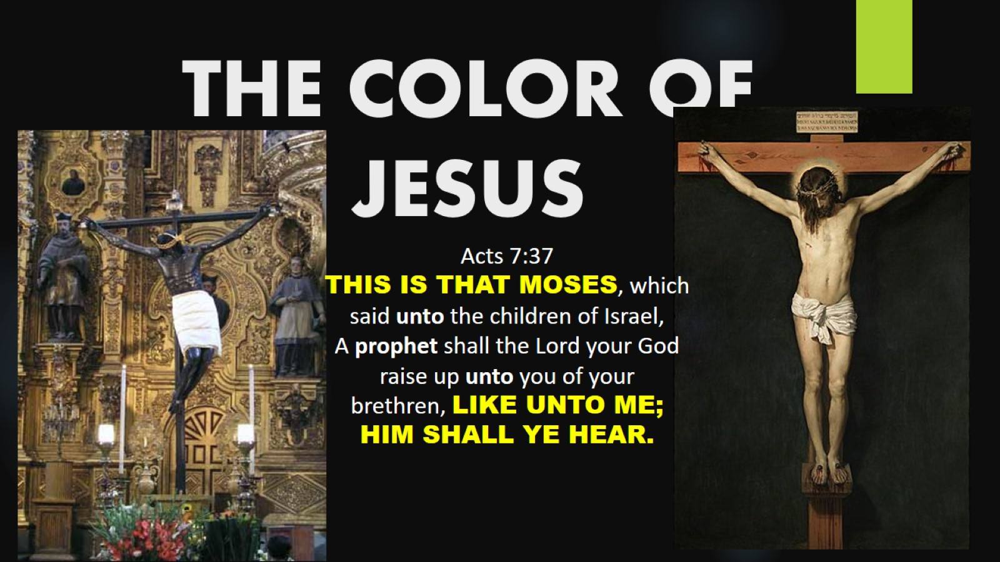 THE COLOR OF
JESUS
Acts 7:37
THIS IS THAT MOSES, which
said unto the children of Israel,
A prophet shall the Lord your God
raise up unto you of your
brethren, LIKE UNTO ME;
HIM SHALL YE HEAR.